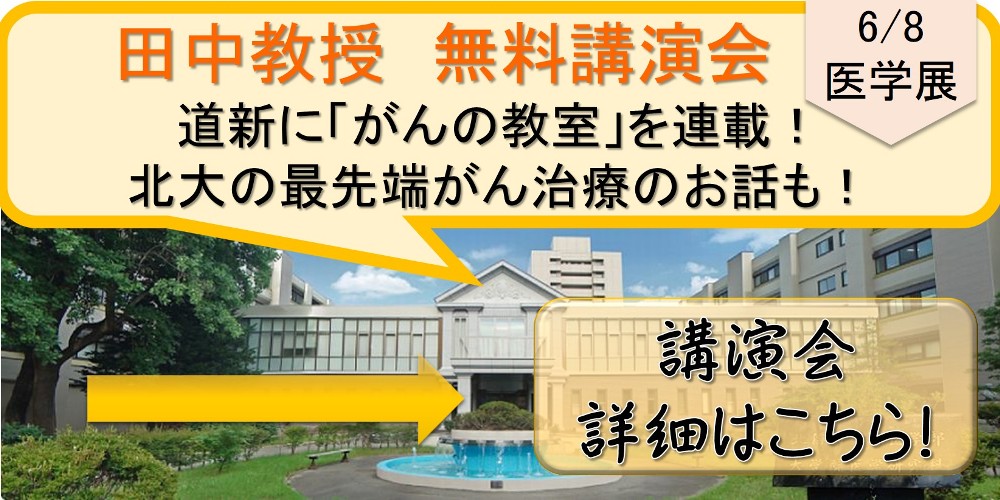 田中教授　無料講演会
6/8
医学展
道新に「がんの教室」を連載！
北大の最先端がん治療のお話も！
講演会
詳細はこちら!